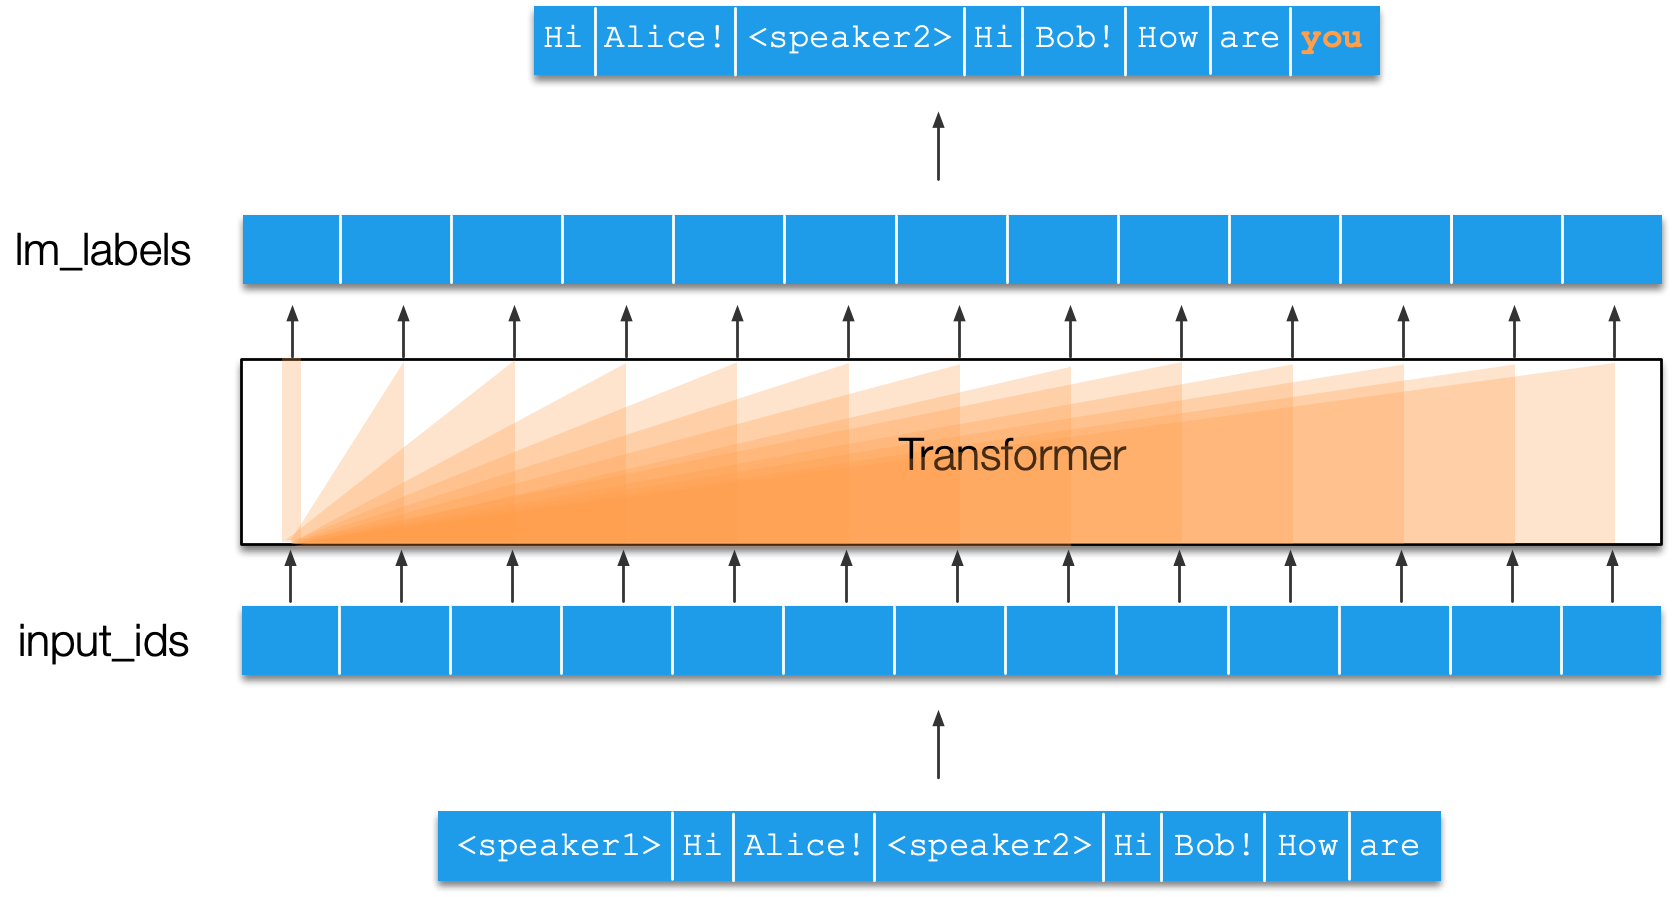 Hi Alice! <speaker2> Hi Bob! How are you
lm_labels
Transformer
input_ids
<speaker1> Hi Alice! <speaker2> Hi Bob! How are